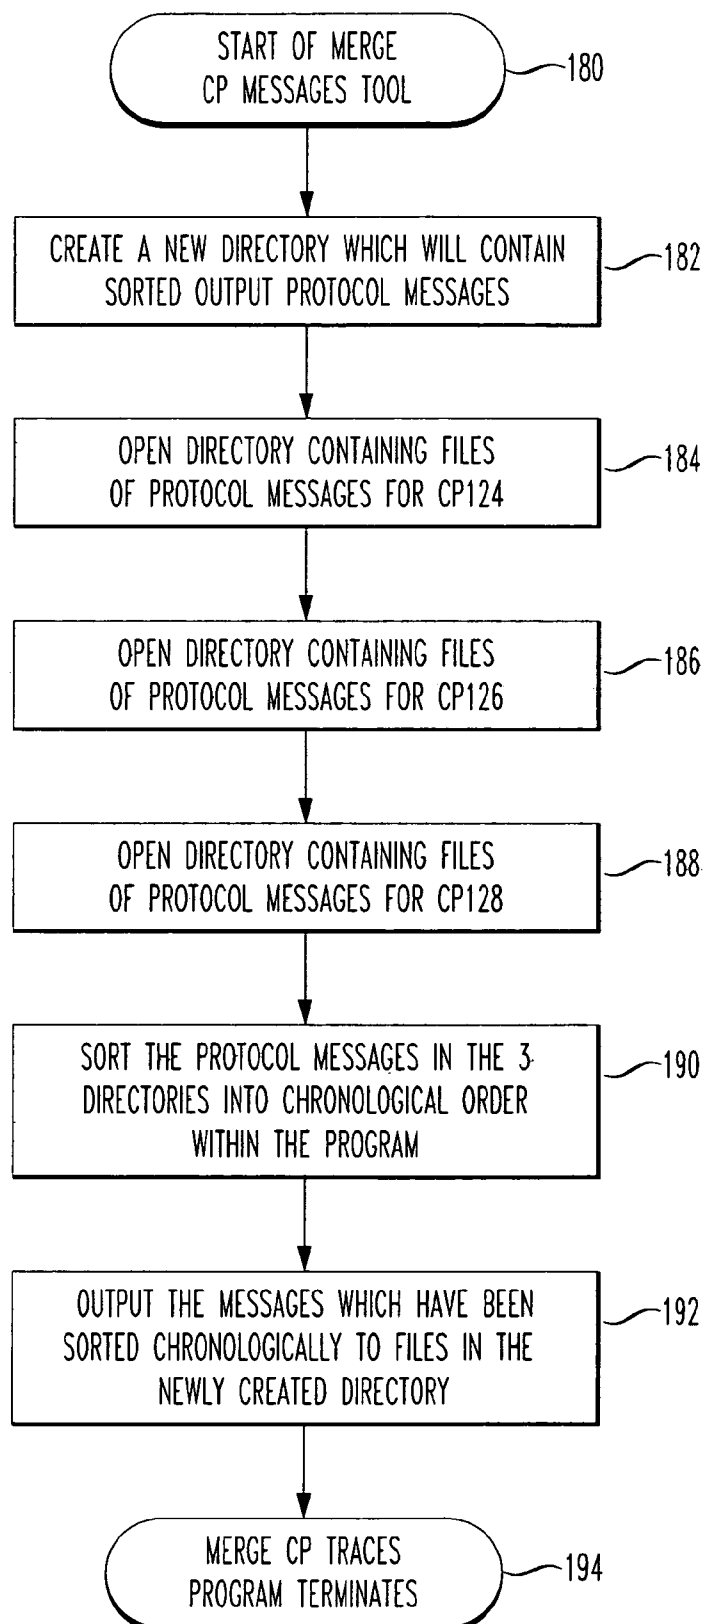 START OF MERGE
CP MESSAGES TOOL
180
CREATE A NEW DIRECTORY WHICH WILL CONTAIN
SORTED OUTPUT PROTOCOL MESSAGES
182
OPEN DIRECTORY CONTAINING FILES
OF PROTOCOL MESSAGES FOR CP124
184
OPEN DIRECTORY CONTAINING FILES
OF PROTOCOL MESSAGES FOR CP126
186
OPEN DIRECTORY CONTAINING FILES
OF PROTOCOL MESSAGES FOR CP128
188
SORT THE PROTOCOL MESSAGES IN THE 3
DIRECTORIES INTO CHRONOLOGICAL ORDER
WITHIN THE PROGRAM
190
OUTPUT THE MESSAGES WHICH HAVE BEEN
SORTED CHRONOLOGICALLY TO FILES IN THE
NEWLY CREATED DIRECTORY
192
MERGE CP TRACES
PROGRAM TERMINATES
194